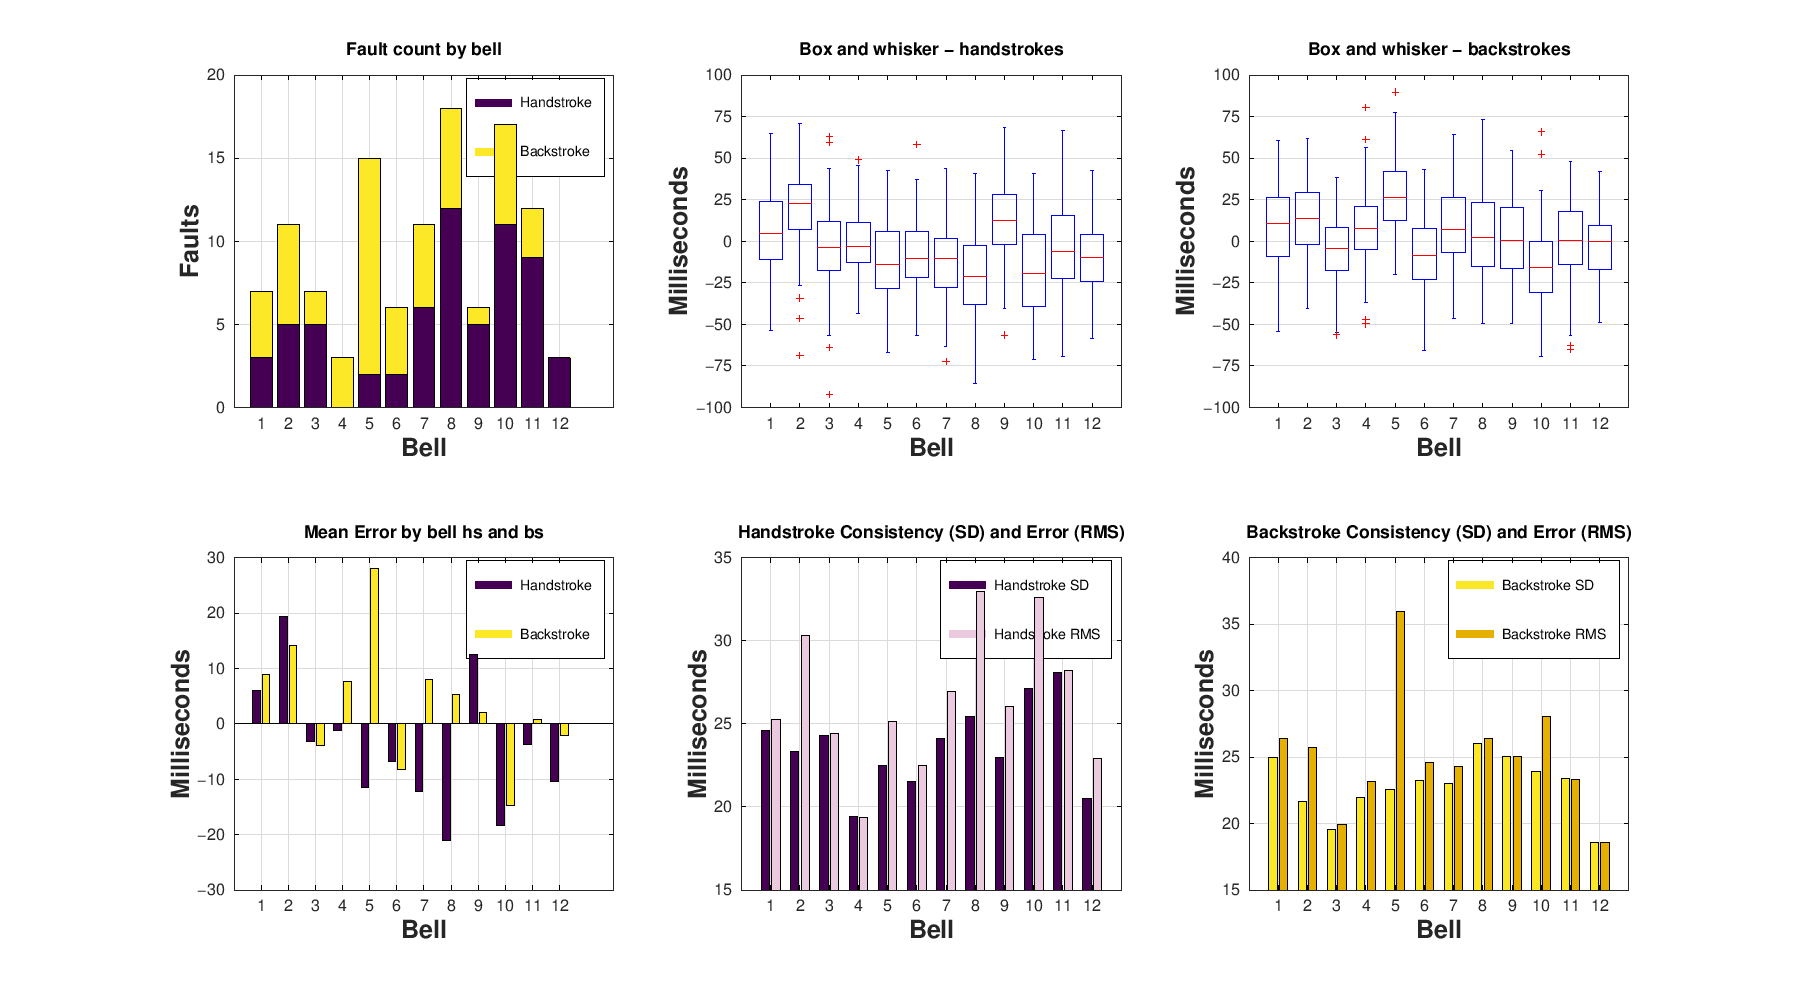 Fault count by bell
20
15
10
5
0
Faults
Handstroke
Backstroke
1 2 3 4 5 6 7 8 9 10 11 12
Bell
Box and whisker – handstrokes
100
75
50
25
0
−25
−50
−75
−100
Milliseconds
1 2 3 4 5 6 7 8 9 10 11 12
Bell
Box and whisker – backstrokes
100
75
50
25
0
−25
−50
−75
−100
Milliseconds
1 2 3 4 5 6 7 8 9 10 11 12
Bell
Mean Error by bell hs and bs
30
20
10
0
−10
−20
−30
Milliseconds
Handstroke
Backstroke
1 2 3 4 5 6 7 8 9 10 11 12
Bell
Handstroke Consistency (SD) and Error (RMS)
35
30
25
20
15
Milliseconds
Handstroke SD
Handstroke RMS
1 2 3 4 5 6 7 8 9 10 11 12
Bell
Backstroke Consistency (SD) and Error (RMS)
40
35
30
25
20
15
Milliseconds
Backstroke SD
Backstroke RMS
1 2 3 4 5 6 7 8 9 10 11 12
Bell